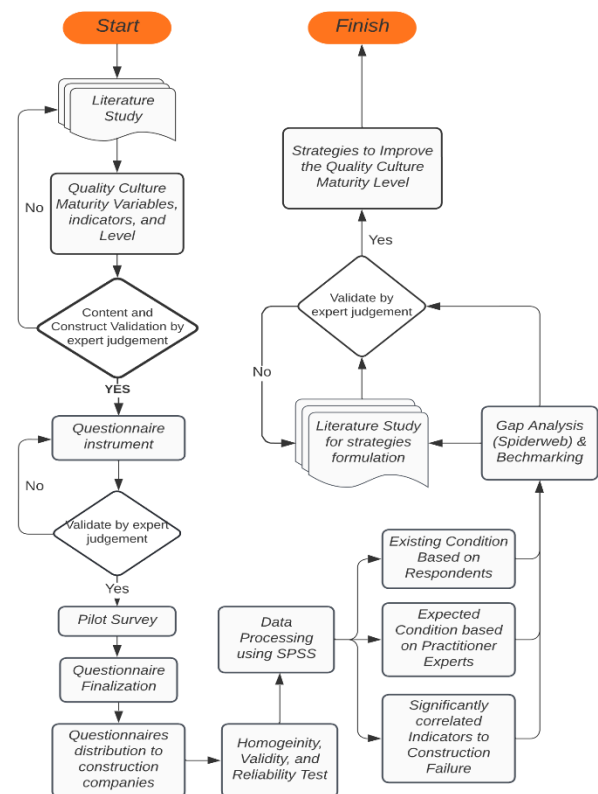 Start
Literature
Study
Quality Culture
Maturity Variables,
indicators, and
Level
No
Content and
Construct Validation by
expert judgement
YES
Questionnaire
instrument
No
Validate by expert
judgement
Yes
Pilot Survey
Questionnaire
Finalization
Questionnaires
distribution to
construction
companies
Homogeinity,
Validity, and
Reliability Test
Data
Processing
using SPSS
Existing Condition
Based on
Respondents
Expected
Condition based
on Practitioner
Experts
Significantly
correlated
Indicators to
Construction
Failure
Gap Analysis
(Spiderweb) &
Bechmarking
Literature Study
for strategies
formulation
No
Validate by
expert judgement
Yes
Strategies to Improve
the Quality Culture
Maturity Level
Finish